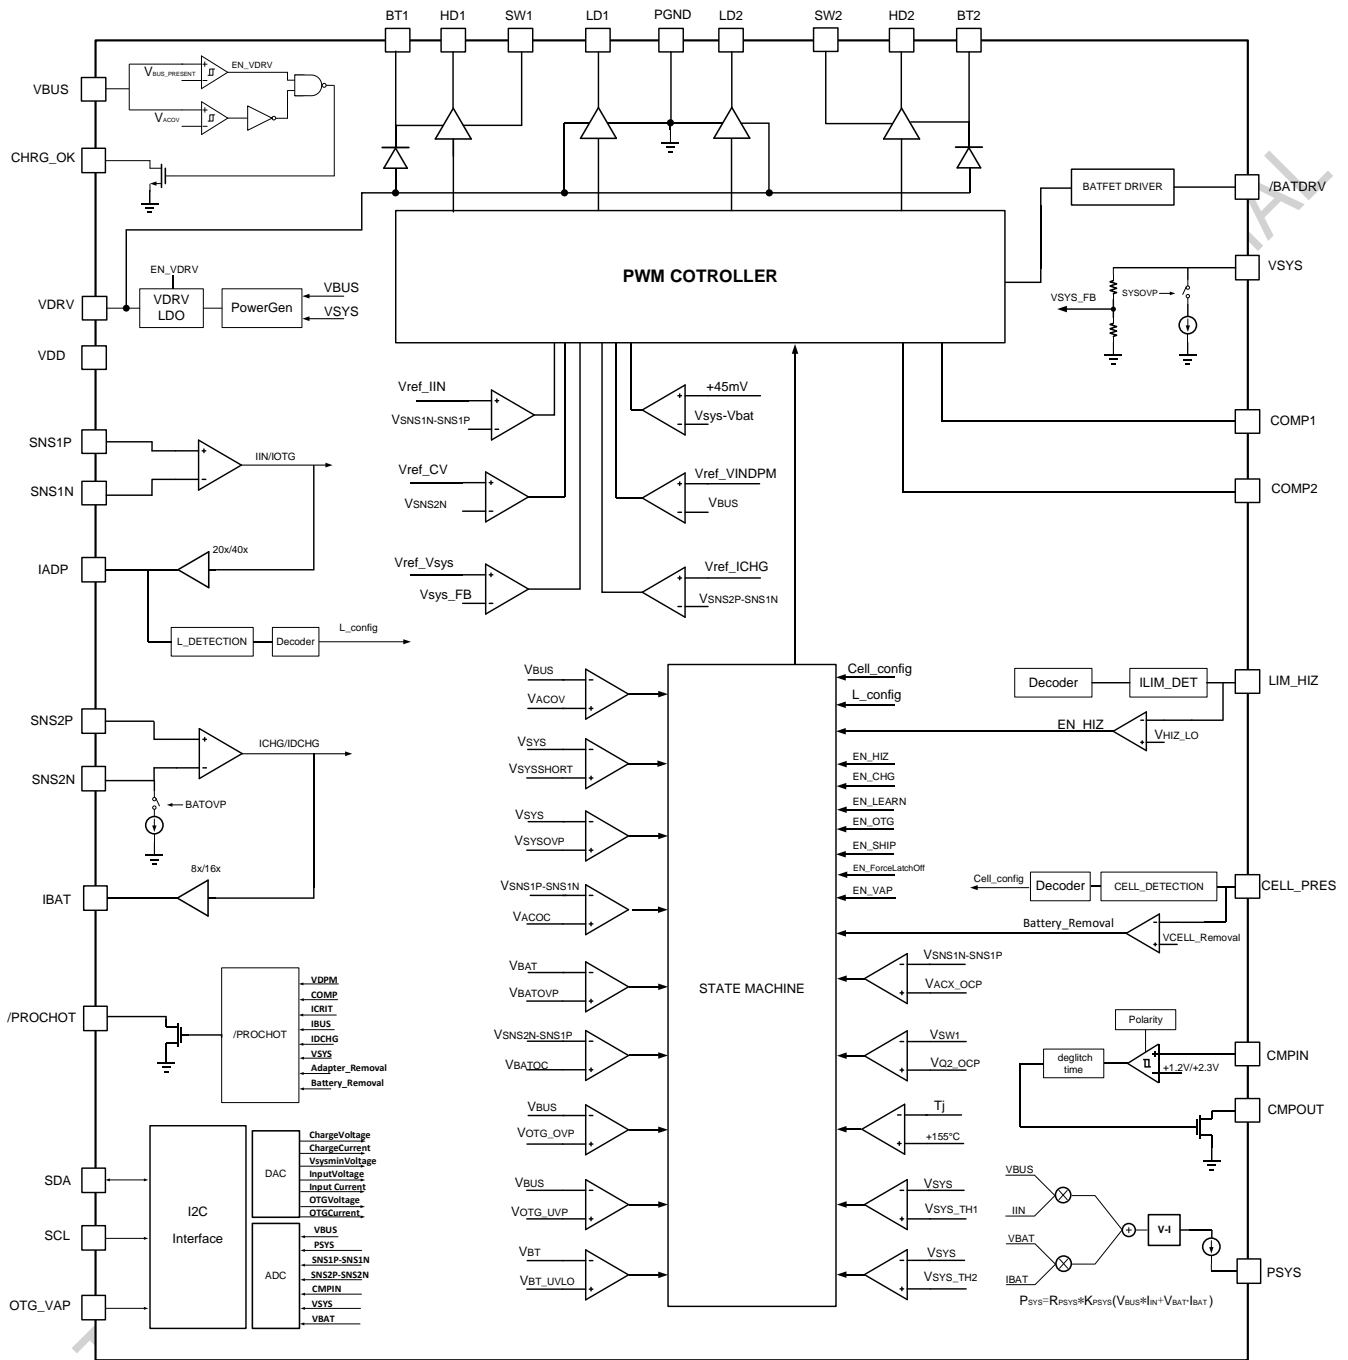 BT1
HD1
SW1
LD1
PGND
LD2
SW2
HD2
BT2
VBUS
VBUS_PRESENT
EN_VDRV
VACOV
CHRG_OK
BATFET DRIVER
/BATDRV
PWM COTROLLER
VSYS
SYSOVP
VSYS_FB
EN_VDRV
VDRV
VDRV
LDO
PowerGen
VBUS
VSYS
VDD
Vref_IIN
VSNS1N-SNS1P
+45mV
Vsys-Vbat
COMP1
SNS1P
SNS1N
IIN/IOTG
Vref_CV
VSNS2N
Vref_VINDPM
VBUS
COMP2
IADP
20x/40x
Vref_Vsys
Vsys_FB
Vref_ICHG
VSNS2P-SNS1N
L_DETECTION
Decoder
L_config
VBUS
VACOV
Cell_config
L_config
EN_HIZ
Decoder
ILIM_DET
LIM_HIZ
VHIZ_LO
SNS2P
SNS2N
ICHG/IDCHG
BATOVP
VSYS
VSYSSHORT
EN_HIZ
EN_CHG
EN_LEARN
EN_OTG
EN_SHIP
EN_ForceLatchOff
EN_VAP
VSYS
VSYSOVP
IBAT
8x/16x
VSNS1P-SNS1N
VACOC
Cell_config
Decoder
CELL_DETECTION
CELL_PRES
Battery_Removal
VCELL_Removal
STATE MACHINE
VBAT
VBATOVP
VSNS1N-SNS1P
VACX_OCP
/PROCHOT
/PROCHOT
VDPM
COMP
ICRIT
IBUS
IDCHG
VSYS
Adapter_Removal
Battery_Removal
VSNS2N-SNS1P
VBATOC
VSW1
VQ2_OCP
Polarity
deglitch
time
+1.2V/+2.3V
CMPIN
CMPOUT
VBUS
VOTG_OVP
Tj
+155°C
SDA
SCL
OTG_VAP
I2C
Interface
DAC
ChargeVoltage
ChargeCurrent
VsysminVoltage
InputVoltage
Input Current
OTGVoltage
OTGCurrent
ADC
VBUS
PSYS
SNS1P-SNS1N
SNS2P-SNS2N
CMPIN
VSYS
VBAT
VBUS
VOTG_UVP
VSYS
VSYS_TH1
VBT
VBT_UVLO
VSYS
VSYS_TH2
VBUS
IIN
VBAT
IBAT
V-I
PSYS
PSYS=RPSYS*KPSYS(VBUS*IIN+VBAT*IBAT)